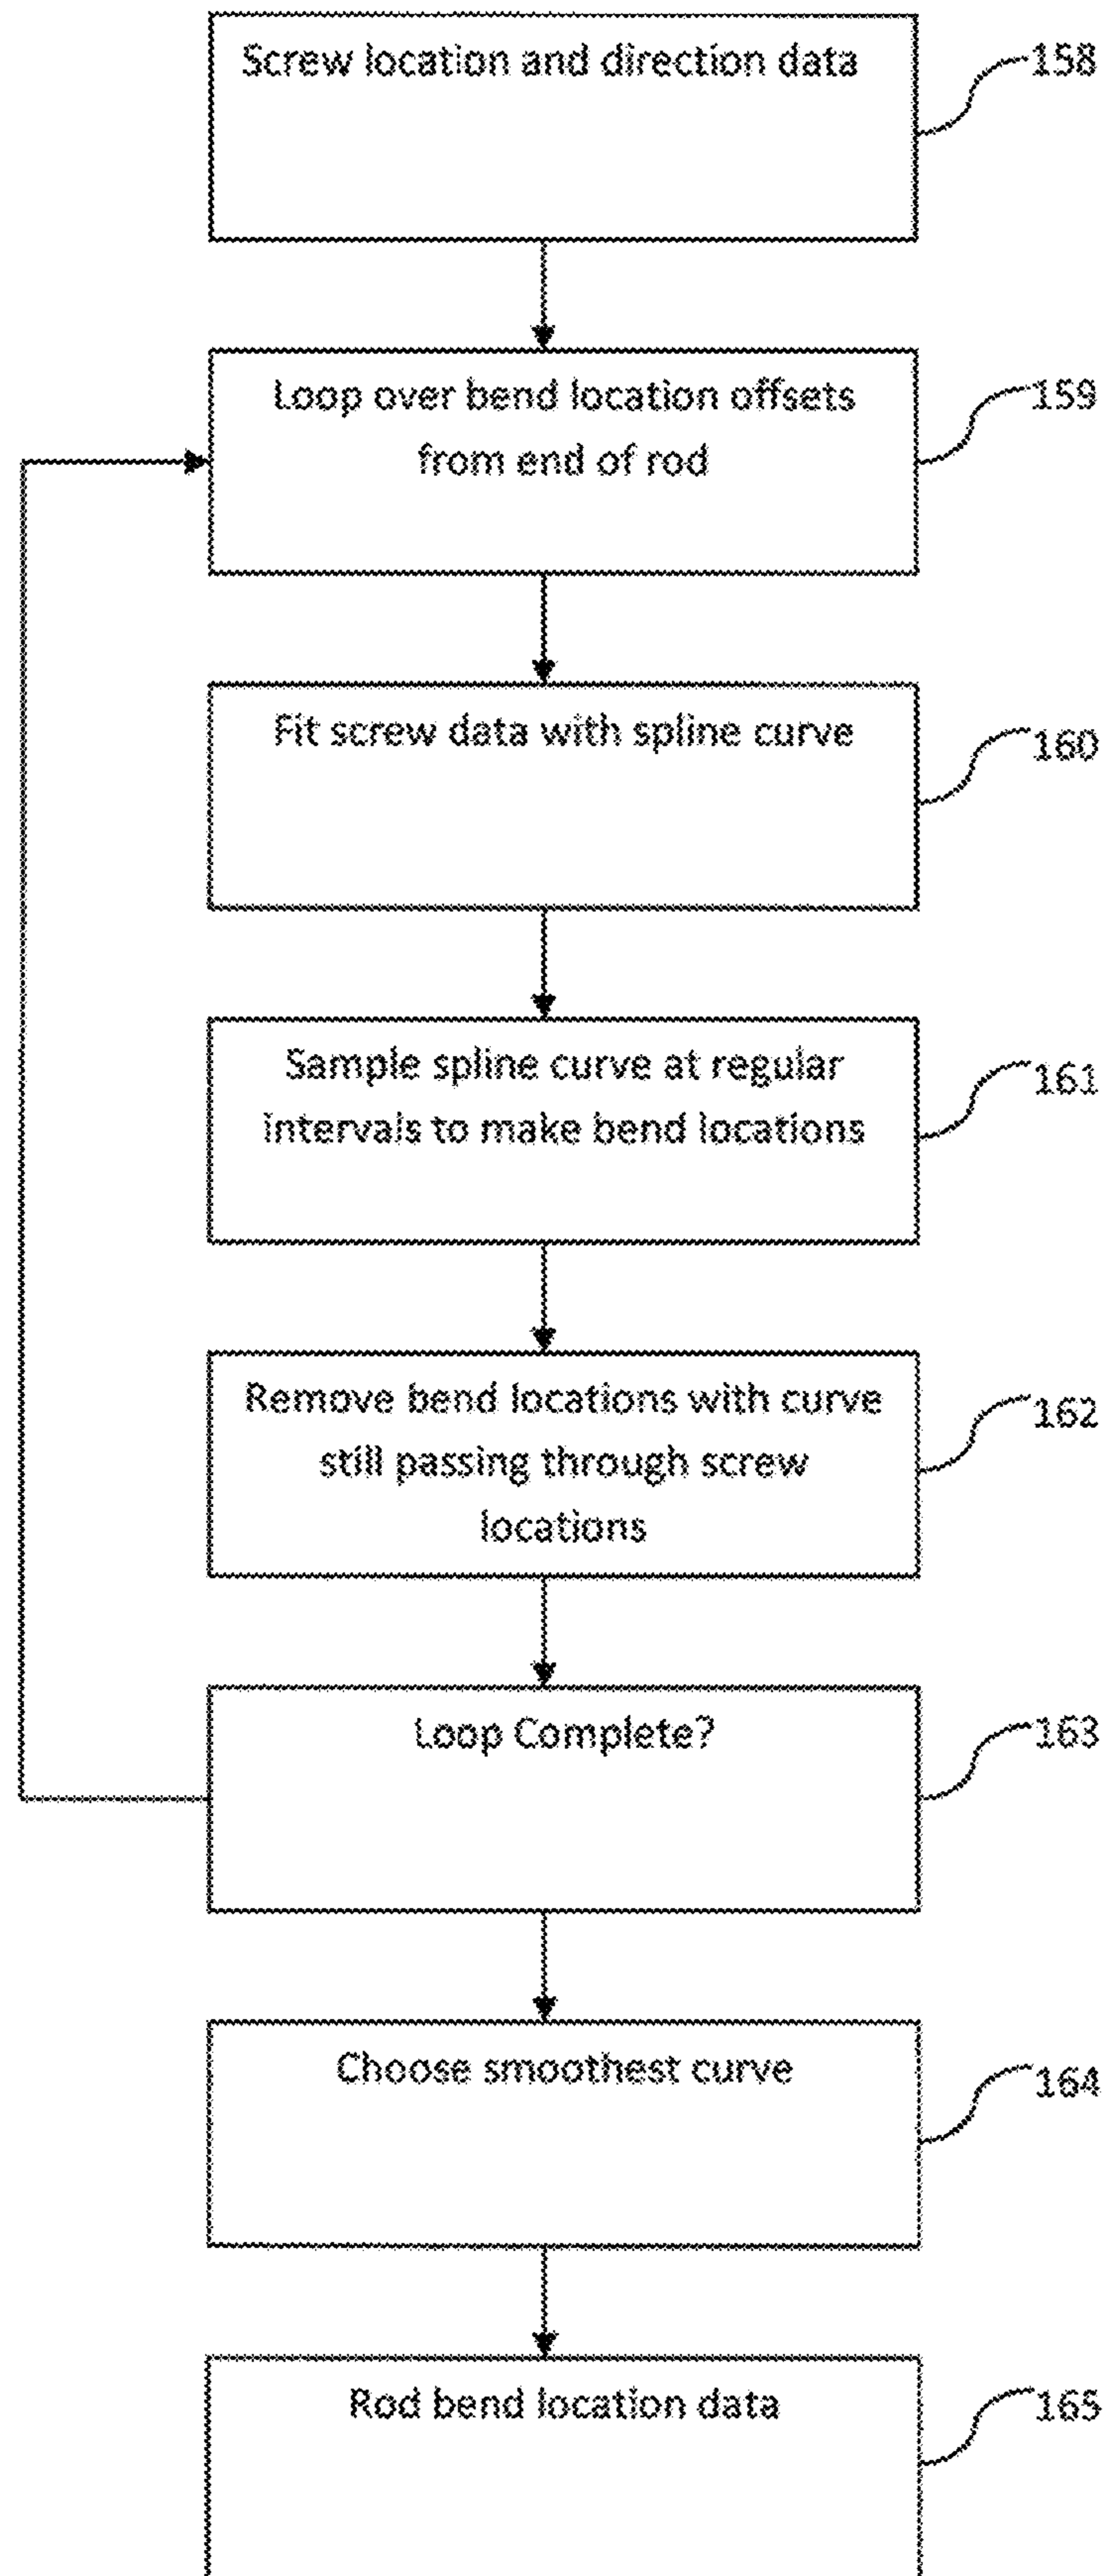 Screw location and direction data
158
Loop over bend location offsets
from end of rod
159
Fit screw data with spline curve
160
Sample spline curve at regular
intervals to make bend locations
161
Remove bend locations with curve
still passing through screw
locations
162
Loop Complete?
163
Choose smoothest curve
164
Rod bend location data
165